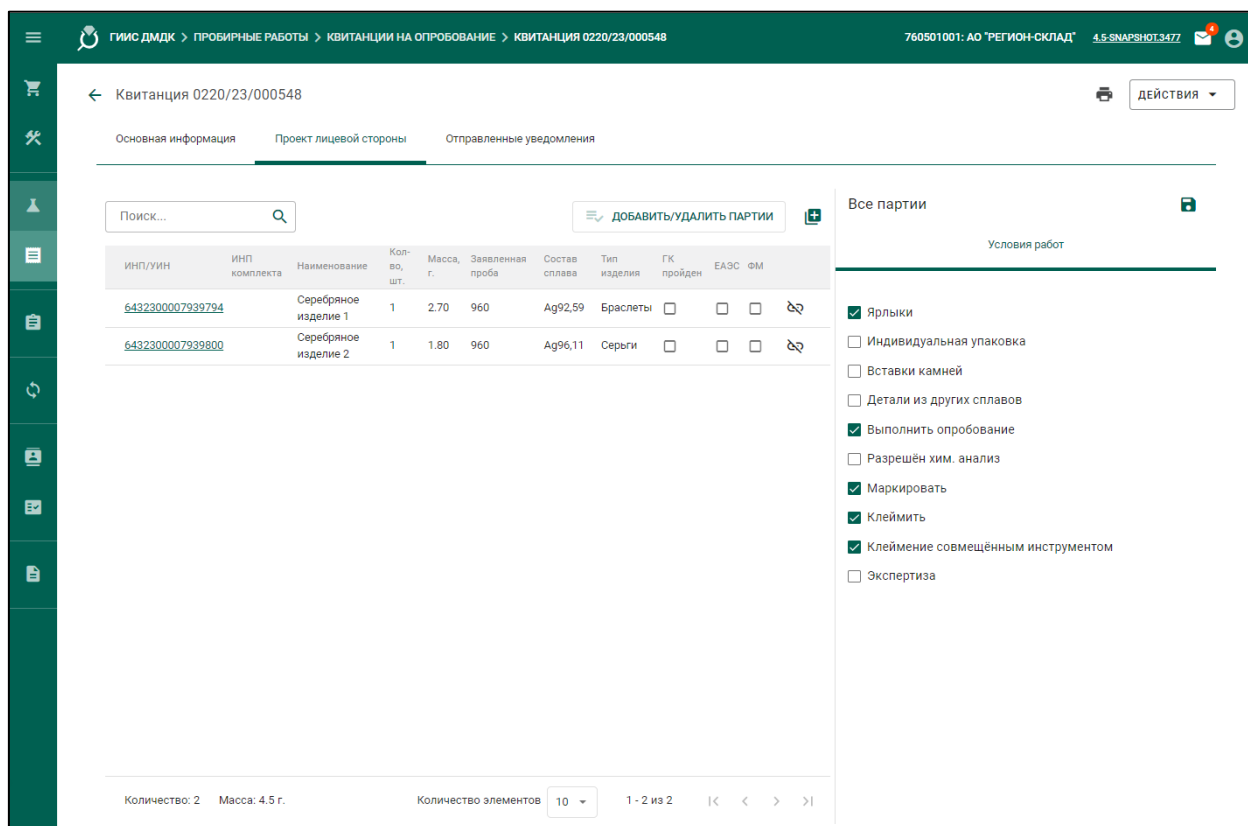 ГИИС ДМДК > ПРОБИРНЫЕ РАБОТЫ > КВИТАНЦИИ НА ОПРОБОВАНИЕ > КВИТАНЦИЯ 0220/23/000548
760501001: АО "РЕГИОН-СКЛАД" 4.5-SNAPSHOT.3477 4
Квитанция 0220/23/000548
ДЕЙСТВИЯ
Основная информация Проект лицевой стороны Отправленные уведомления
Поиск...
ДОБАВИТЬ/УДАЛИТЬ ПАРТИИ
ИНП/УИН ИНП комплекта Наименование Кол-во, шт. Масса, г. Заявленная проба Состав сплава Тип изделия ГК пройден ЕАЭС ФМ
6432300007939794 Серебряное изделие 1 1 2.70 960 Ag92,59 Браслеты
6432300007939800 Серебряное изделие 2 1 1.80 960 Ag96,11 Серьги
Количество: 2 Масса: 4.5 г. Количество элементов 10 1 - 2 из 2
Все партии
Условия работ
Ярлыки
Индивидуальная упаковка
Вставки камней
Детали из других сплавов
Выполнить опробование
Разрешён хим. анализ
Маркировать
Клеймить
Клеймение совмещённым инструментом
Экспертиза